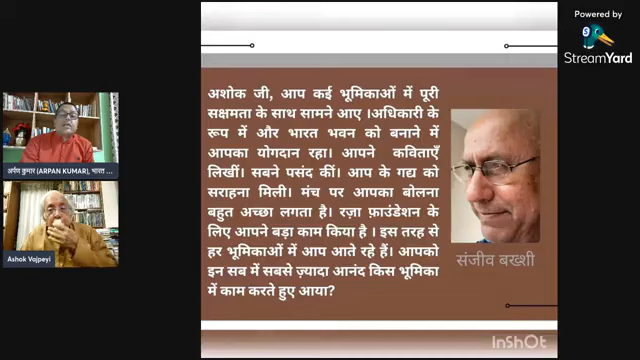 Powered by
StreamYard
अशोक जी, आप कई भूमिकाओं में पूरी
सक्षमता के साथ सामने आए ।अधिकारी के
रूप में और भारत भवन को बनाने में
आपका योगदान रहा। आपने कविताएँ
लिखीं। सबने पसंद कीं। आप के गद्य को
सराहना मिली। मंच पर आपका बोलना
बहुत अच्छा लगता है। रज़ा फ़ाउंडेशन के
लिए आपने बड़ा काम किया है । इस तरह से
हर भूमिकाओं में आप आते रहे हैं। आपको
इन सब में सबसे ज़्यादा आनंद किस भूमिका
में काम करते हुए आया?
संजीव बख्शी
अर्पण कुमार (ARPAN KUMAR), भारत ...
Ashok Vajpeyi
INSHOT